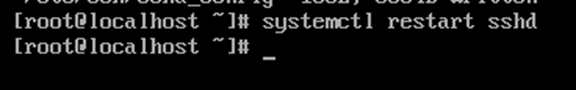 [root@localhost ~]# systemctl restart sshd
[root@localhost ~]# _